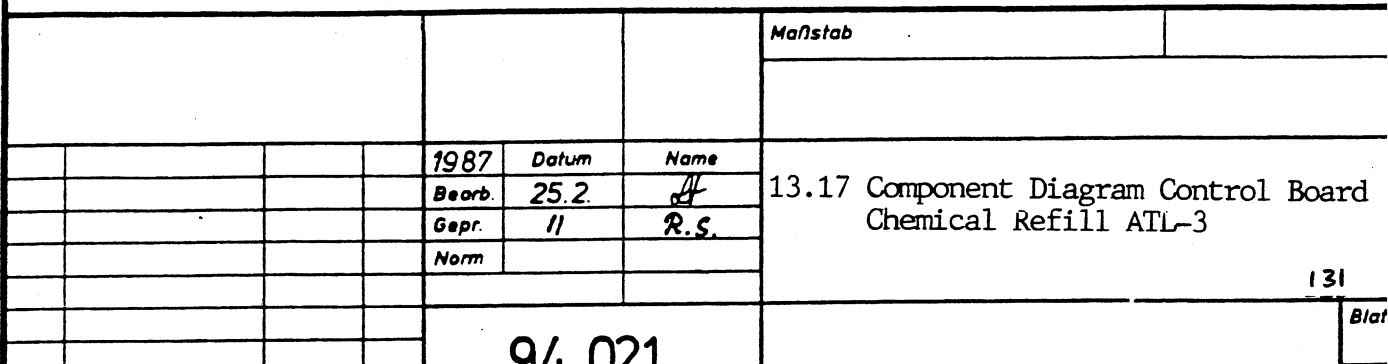 Maßstab
1987 Datum Name
Bearb. 25.2.
Gepr. 11 R.S.
Norm
13.17 Component Diagram Control Board
Chemical Refill ATL-3
131
94 021